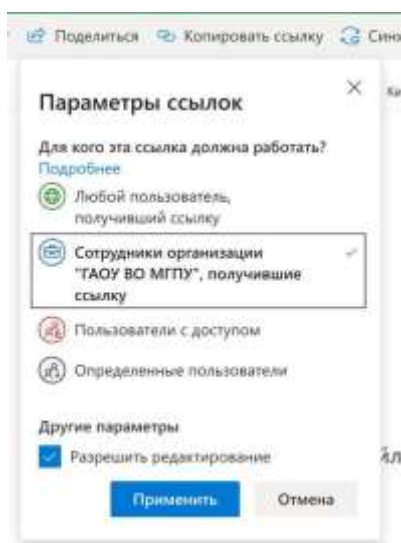 Поделиться Копировать ссылку
Параметры ссылок
Для кого эта ссылка должна работать?
Подробнее
Любой пользователь,
получивший ссылку
Сотрудники организации
"ГАОУ ВО МГПУ", получившие
ссылку
Пользователи с доступом
Определенные пользователи
Другие параметры
Разрешить редактирование
Применить Отмена